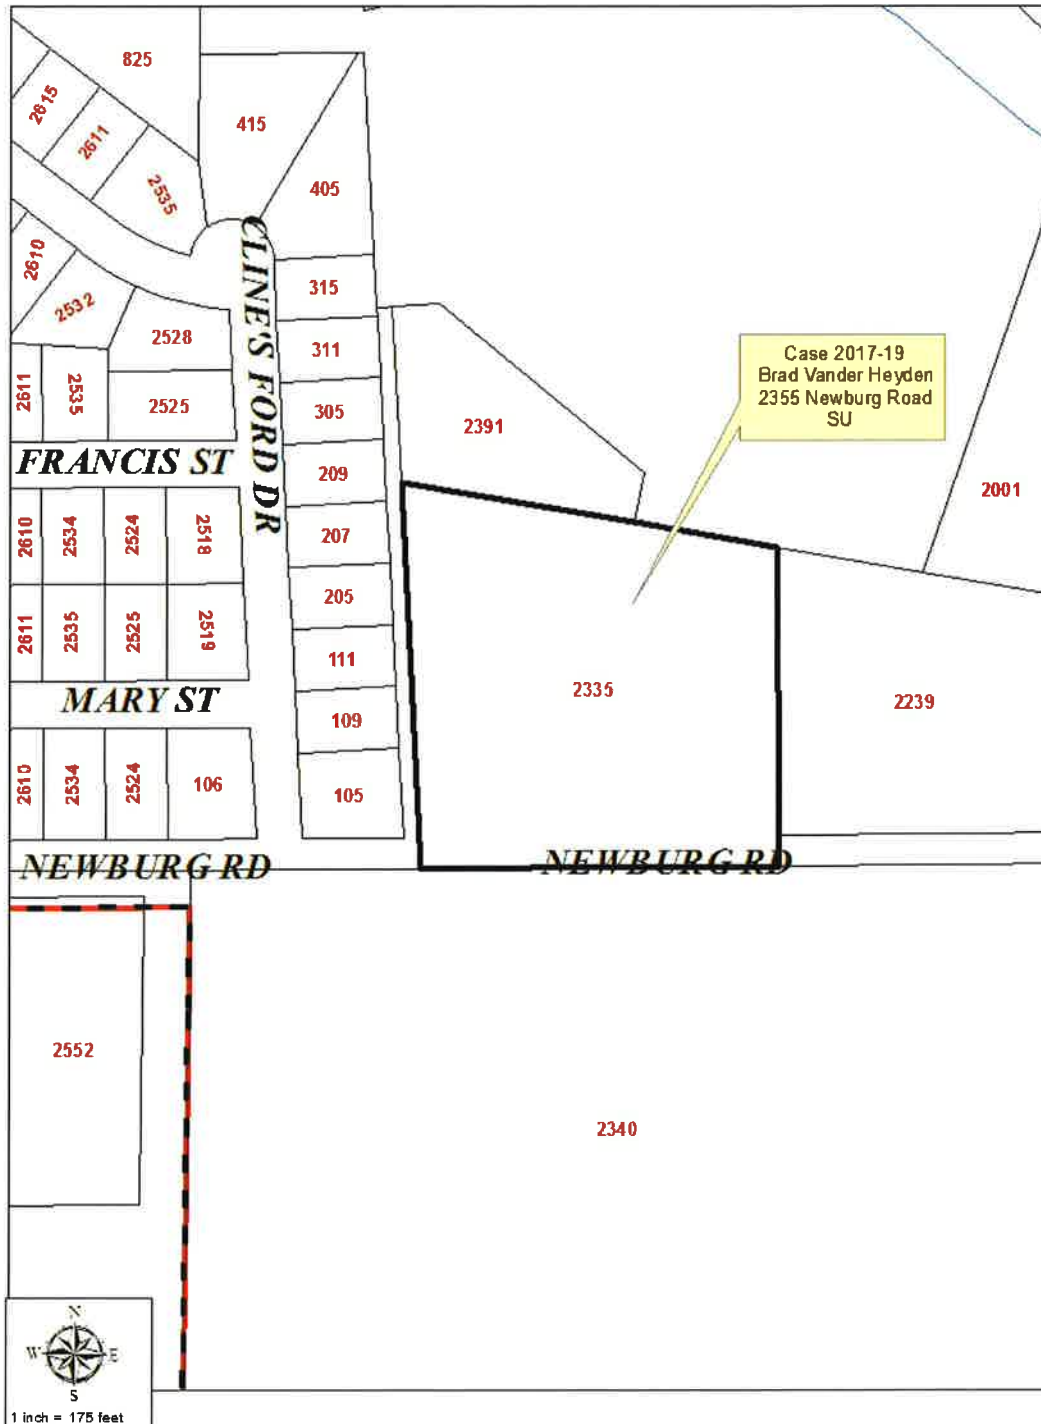 825
2615
2611
415
2535
405
2610
315
2532
CLINE'S FORD DR
2528
311
Case 2017-19
Brad Vander Heyden
2355 Newburg Road
SU
2611
2535
2525
305
2391
FRANCIS ST
209
2001
2610
2534
2524
2518
207
205
2611
2535
2525
2519
111
2335
2239
MARY ST
109
2610
2534
2524
106
105
NEWBURG RD
NEWBURG RD
2552
2340
N
W
E
S
1 inch = 175 feet